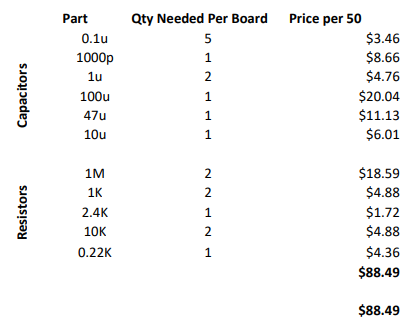 Part Qty Needed Per Board Price per 50
Capacitors
0.1u 5 $3.46
1000p 1 $8.66
1u 2 $4.76
100u 1 $20.04
47u 1 $11.13
10u 1 $6.01
Resistors
1M 2 $18.59
1K 2 $4.88
2.4K 1 $1.72
10K 2 $4.88
0.22K 1 $4.36
$88.49
$88.49